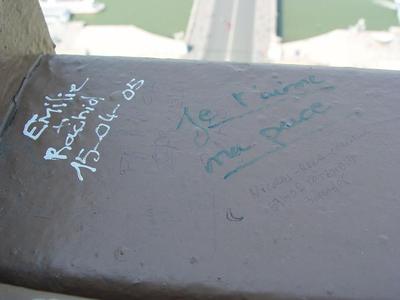 Emilie
+
Rachid
15-04-05
Je t'aime
ma puce